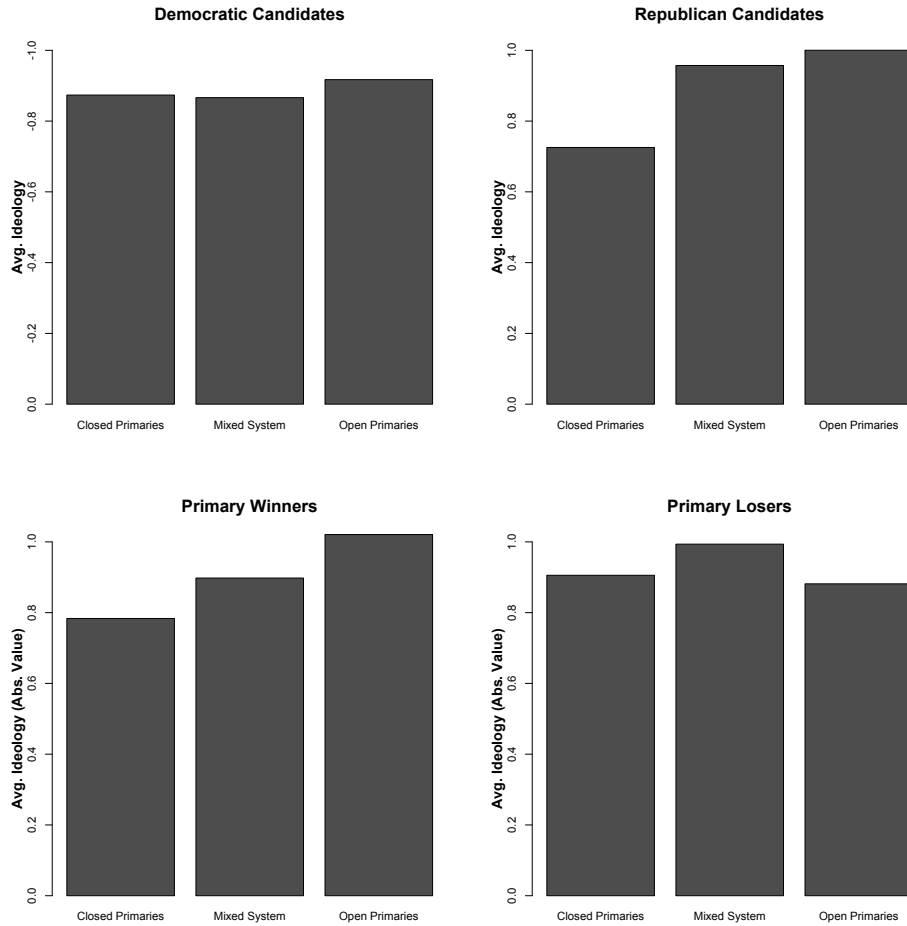 Democratic Candidates
Avg. Ideology
-1.0
-0.8
-0.6
-0.4
-0.2
0.0
Closed Primaries Mixed System Open Primaries
Republican Candidates
Avg. Ideology
1.0
0.8
0.6
0.4
0.2
0.0
Closed Primaries Mixed System Open Primaries
Primary Winners
Avg. Ideology (Abs. Value)
1.0
0.8
0.6
0.4
0.2
0.0
Closed Primaries Mixed System Open Primaries
Primary Losers
Avg. Ideology (Abs. Value)
1.0
0.8
0.6
0.4
0.2
0.0
Closed Primaries Mixed System Open Primaries